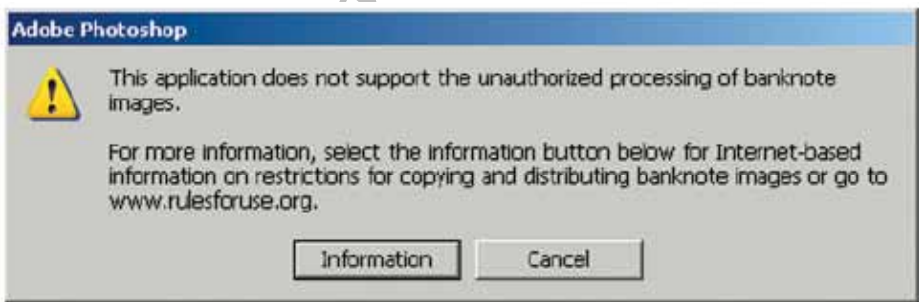 Adobe Photoshop
This application does not support the unauthorized processing of banknote
images.
For more information, select the information button below for Internet-based
information on restrictions for copying and distributing banknote images or go to
www.rulesforuse.org.
Information
Cancel